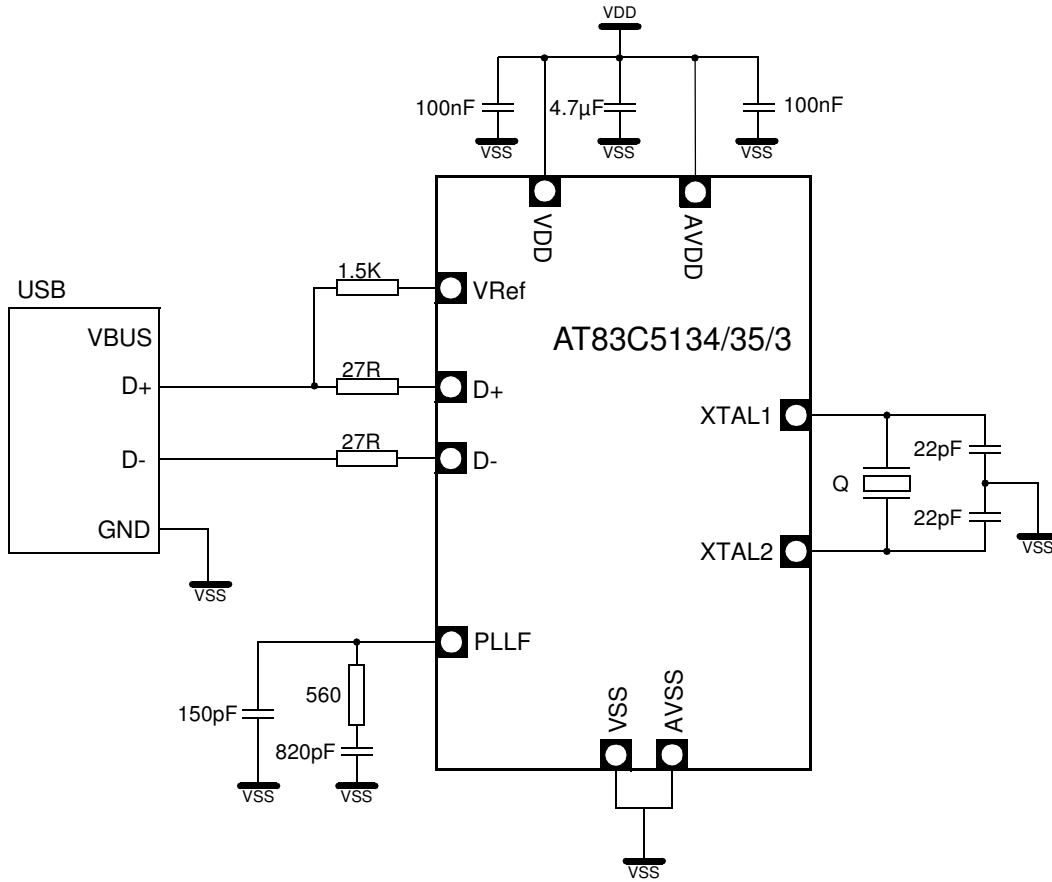 VDD
100nF
4.7µF
100nF
VSS
VSS
VSS
VDD
AVDD
1.5K
VRef
USB
VBUS
AT83C5134/35/3
D+
27R
D+
XTAL1
D-
27R
D-
22pF
Q
22pF
GND
XTAL2
VSS
VSS
PLLF
560
150pF
820pF
VSS
AVSS
VSS
VSS
VSS